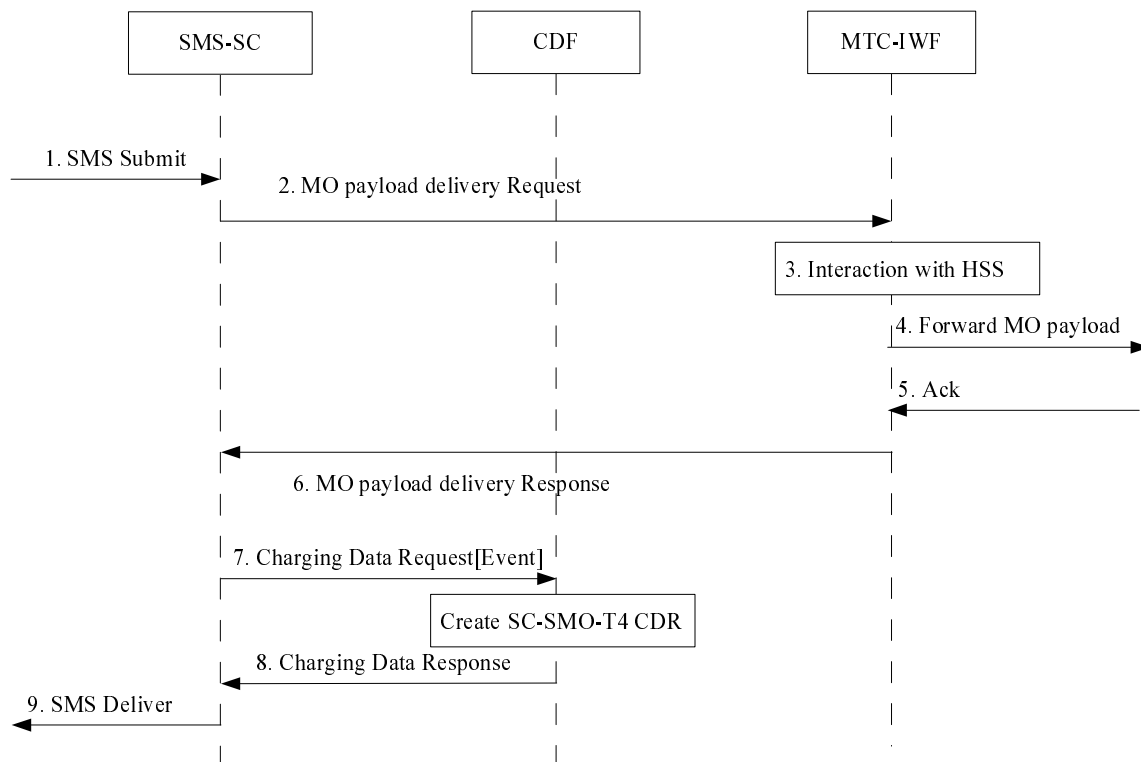 SMS-SC
CDF
MTC-IWF
1. SMS Submit
2. MO payload delivery Request
3. Interaction with HSS
4. Forward MO payload
5. Ack
6. MO payload delivery Response
7. Charging Data Request[Event]
Create SC-SMO-T4 CDR
8. Charging Data Response
9. SMS Deliver